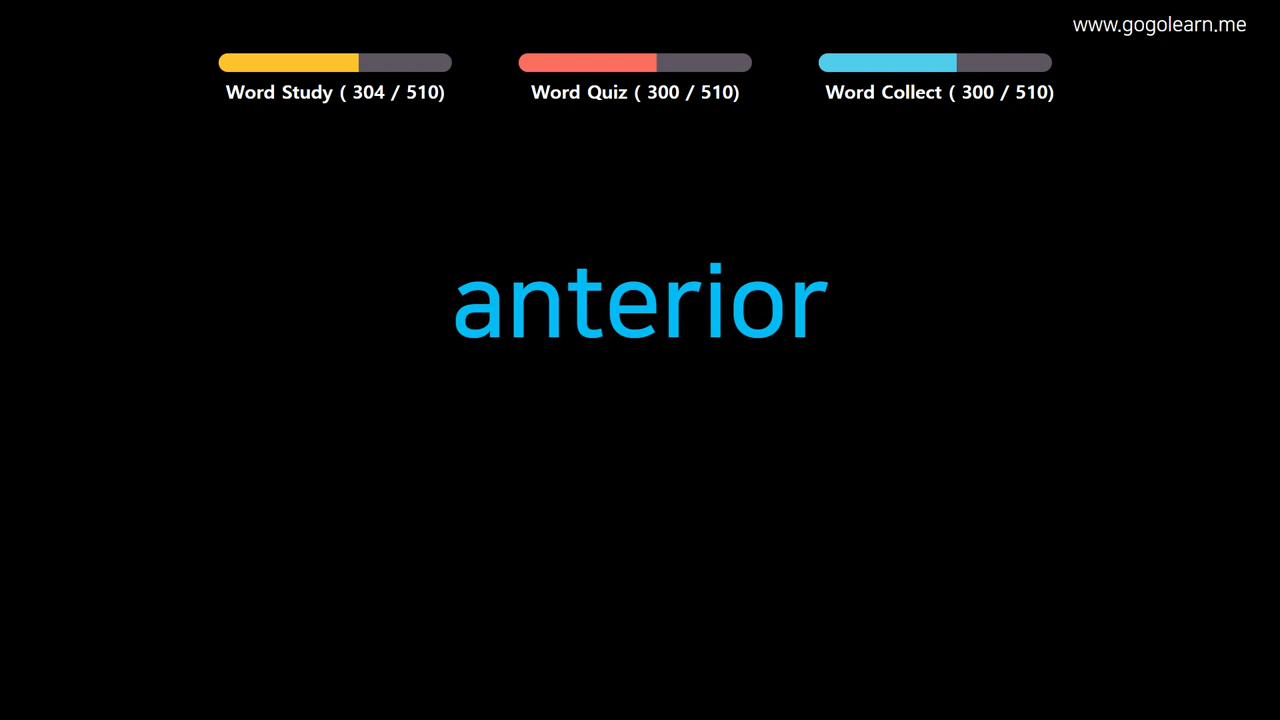 www.gogolearn.me
Word Study ( 304 / 510)
Word Quiz ( 300 / 510)
Word Collect ( 300 / 510)
anterior